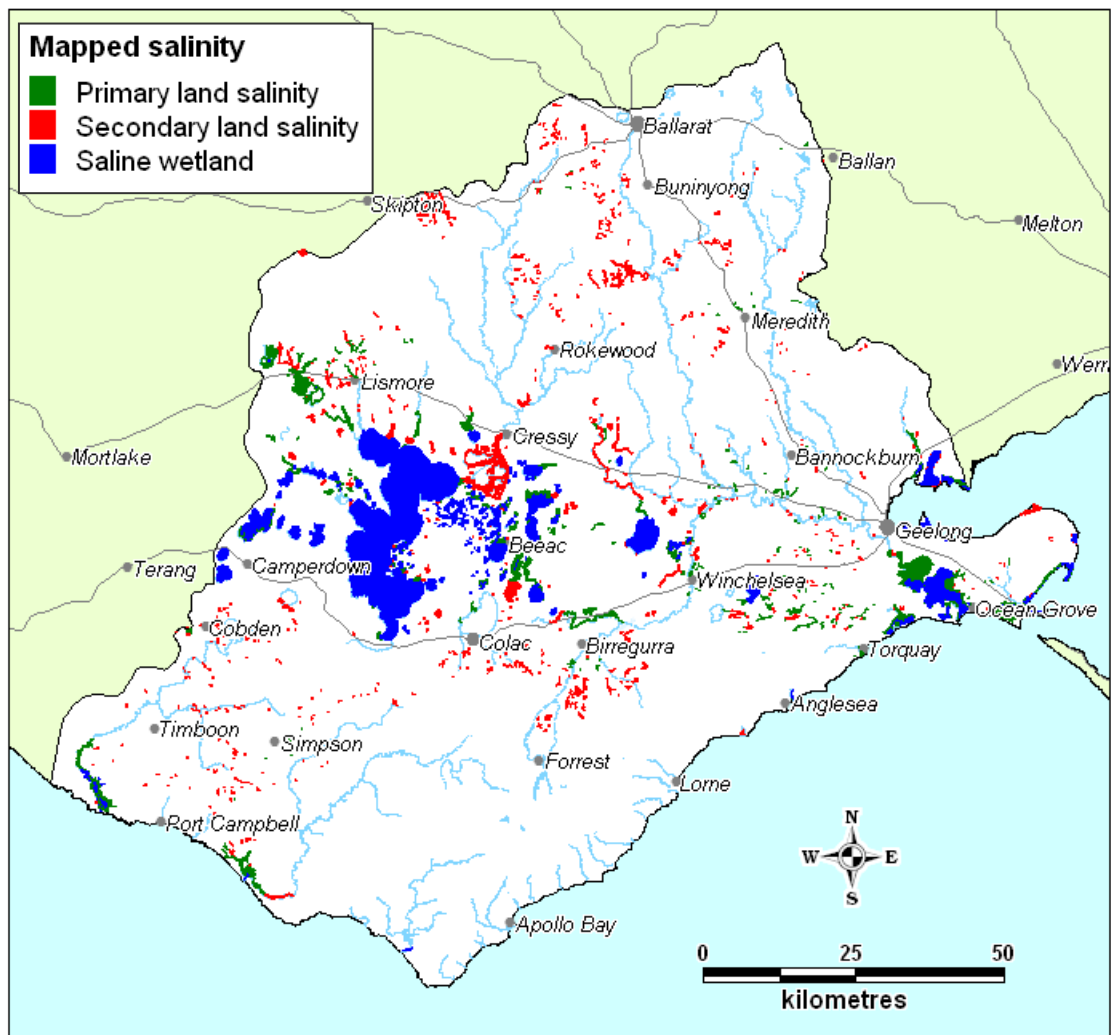 Mapped salinity
Primary land salinity
Secondary land salinity
Saline wetland
Ballarat
Ballan
Buninyong
Skipton
Melton
Meredith
Rokewood
Werr
Lismore
Cressy
Mortlake
Bannockburn
Geelong
Beeac
Terang
Camperdown
Winchelsea
Ocean Grove
Cobden
Colac
Birregurra
Torquay
Anglesea
Timboon
Simpson
Forrest
Lorne
Port Campbell
N
W
E
S
Apollo Bay
0
25
50
kilometres